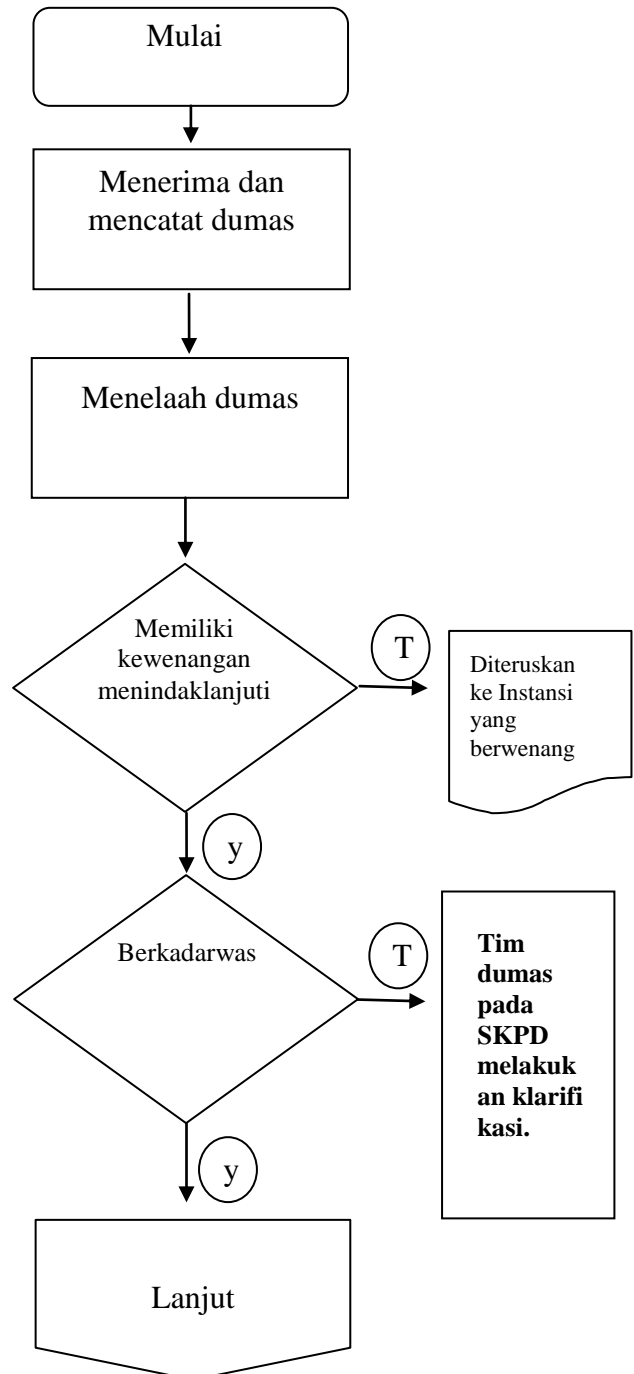 Mulai
Menerima dan
mencatat dumas
Menelaah dumas
Memiliki
kewenangan
menindaklanjuti
T
Diteruskan
ke Instansi
yang
berwenang
y
Berkadarwas
T
Tim
dumas
pada
SKPD
melakuk
an klarifi
kasi.
y
Lanjut